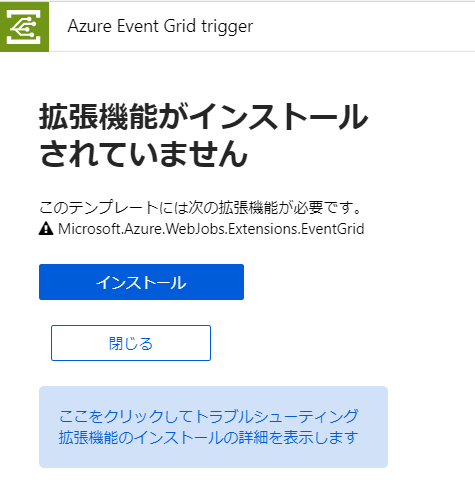 Azure Event Grid trigger
拡張機能がインストール
されていません
このテンプレートには次の拡張機能が必要です。
Microsoft.Azure.WebJobs.Extensions.EventGrid
インストール
閉じる
ここをクリックしてトラブルシューティング
拡張機能のインストールの詳細を表示します